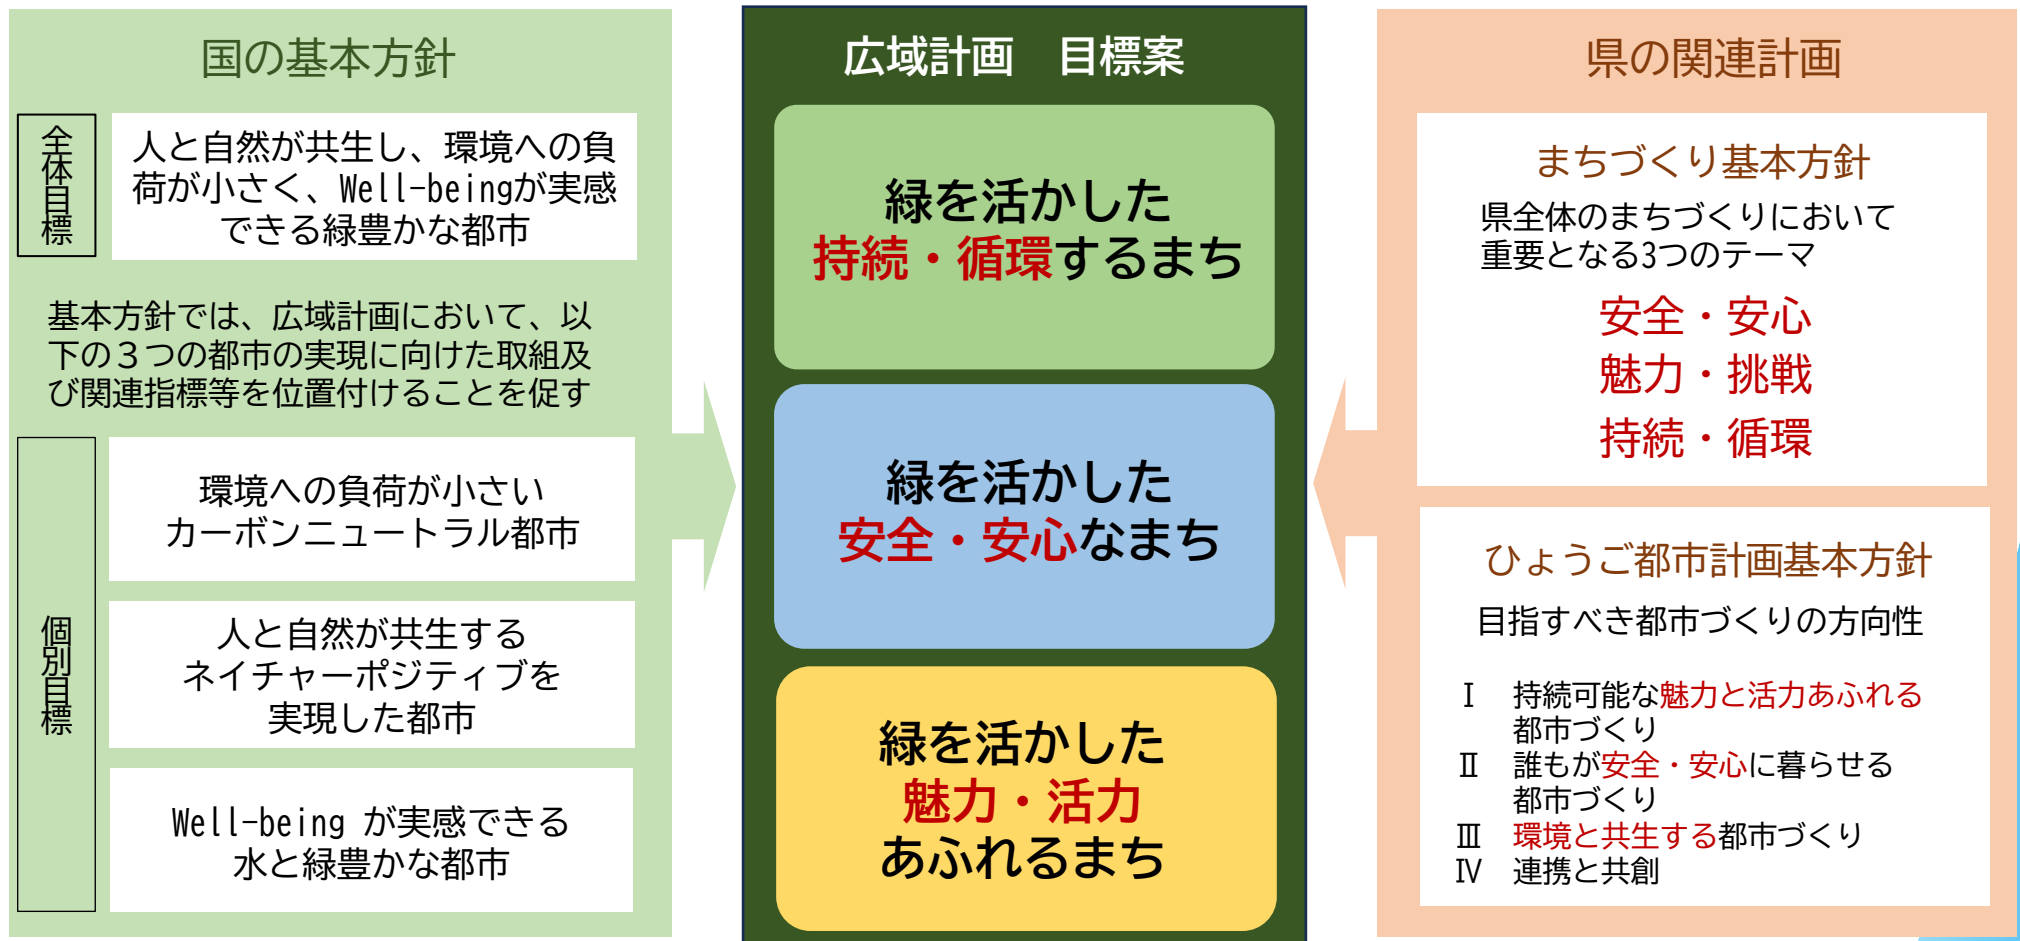 国の基本方針
全体目標
人と自然が共生し、環境への負
荷が小さく、Well-beingが実感
できる緑豊かな都市
基本方針では、広域計画において、以
下の３つの都市の実現に向けた取組及
び関連指標等を位置付けることを促す
個別目標
環境への負荷が小さい
カーボンニュートラル都市
人と自然が共生する
ネイチャーポジティブを
実現した都市
Well-being が実感できる
水と緑豊かな都市
広域計画　目標案
緑を活かした
持続・循環するまち
緑を活かした
安全・安心なまち
緑を活かした
魅力・活力
あふれるまち
県の関連計画
まちづくり基本方針
県全体のまちづくりにおいて
重要となる3つのテーマ
安全・安心
魅力・挑戦
持続・循環
ひょうご都市計画基本方針
目指すべき都市づくりの方向性
Ⅰ　持続可能な魅力と活力あふれる
都市づくり
Ⅱ　誰もが安全・安心に暮らせる
都市づくり
Ⅲ　環境と共生する都市づくり
Ⅳ　連携と共創